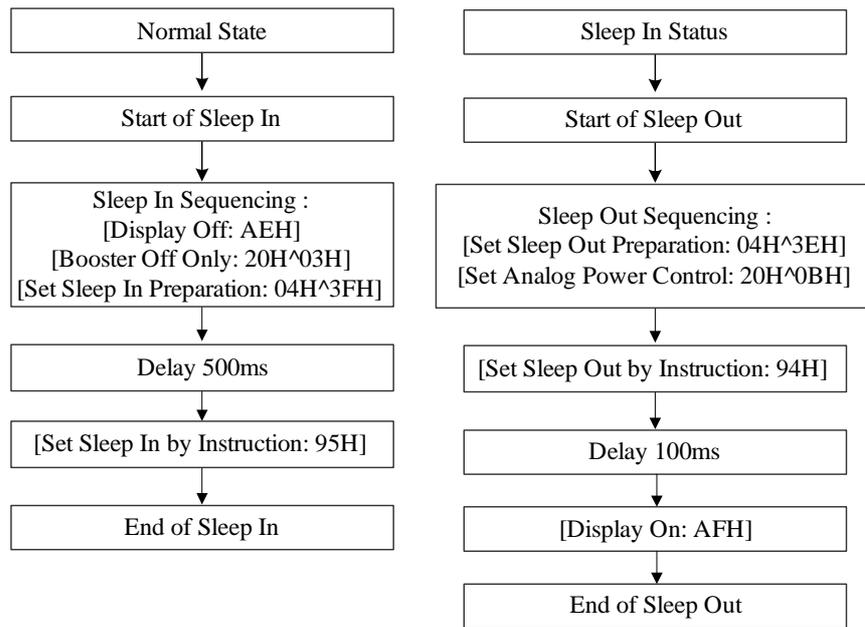 Normal State
Start of Sleep In
Sleep In Sequencing :
[Display Off: AEH]
[Booster Off Only: 20H^03H]
[Set Sleep In Preparation: 04H^3FH]
Delay 500ms
[Set Sleep In by Instruction: 95H]
End of Sleep In
Sleep In Status
Start of Sleep Out
Sleep Out Sequencing :
[Set Sleep Out Preparation: 04H^3EH]
[Set Analog Power Control: 20H^0BH]
[Set Sleep Out by Instruction: 94H]
Delay 100ms
[Display On: AFH]
End of Sleep Out